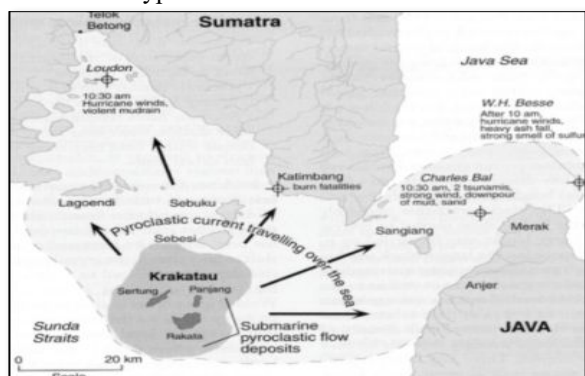 Sumatra
Telok
Betong
Loudon
10:30 am
Hurricane winds,
violent mudrain
Java Sea
W.H. Besse
After 10 am,
hurricane winds,
heavy ash fall,
strong smell of sulfur
Katimbang
burn fatalities
Charles Bal
10:30 am, 2 tsunamis,
strong wind, downpour
of mud, sand
Lagoendi
Sebuku
Pyroclastic current travelling over the sea
Sebesi
Sangiang
Merak
Krakatau
Sertung
Panjang
Rakata
Anjer
Submarine
pyroclastic flow
deposits
JAVA
Sunda
Straits
0
20 km